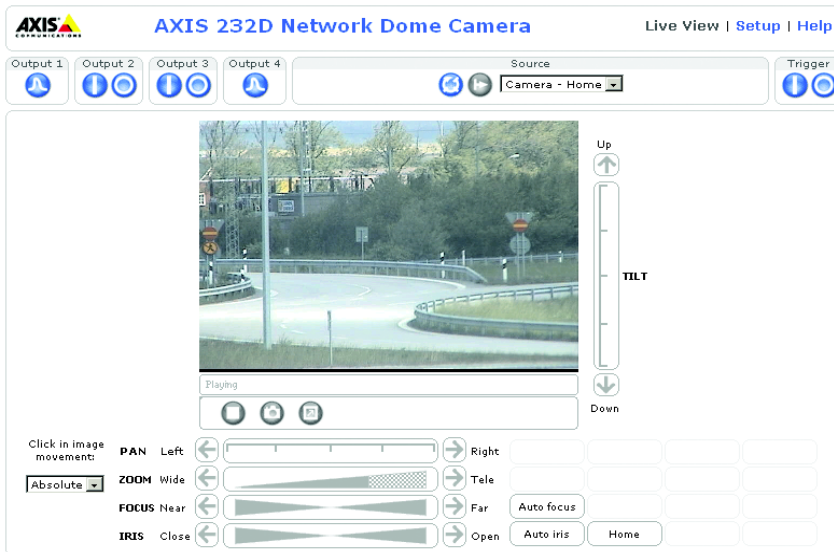 AXIS
COMMUNICATIONS
AXIS 232D Network Dome Camera
Live View | Setup | Help
Output 1
Output 2
Output 3
Output 4
Source
Trigger
Camera - Home
Up
TILT
Down
Playing
Click in image movement:
Absolute
PAN Left Right
ZOOM Wide Tele
FOCUS Near Far Auto focus
IRIS Close Open Auto iris Home